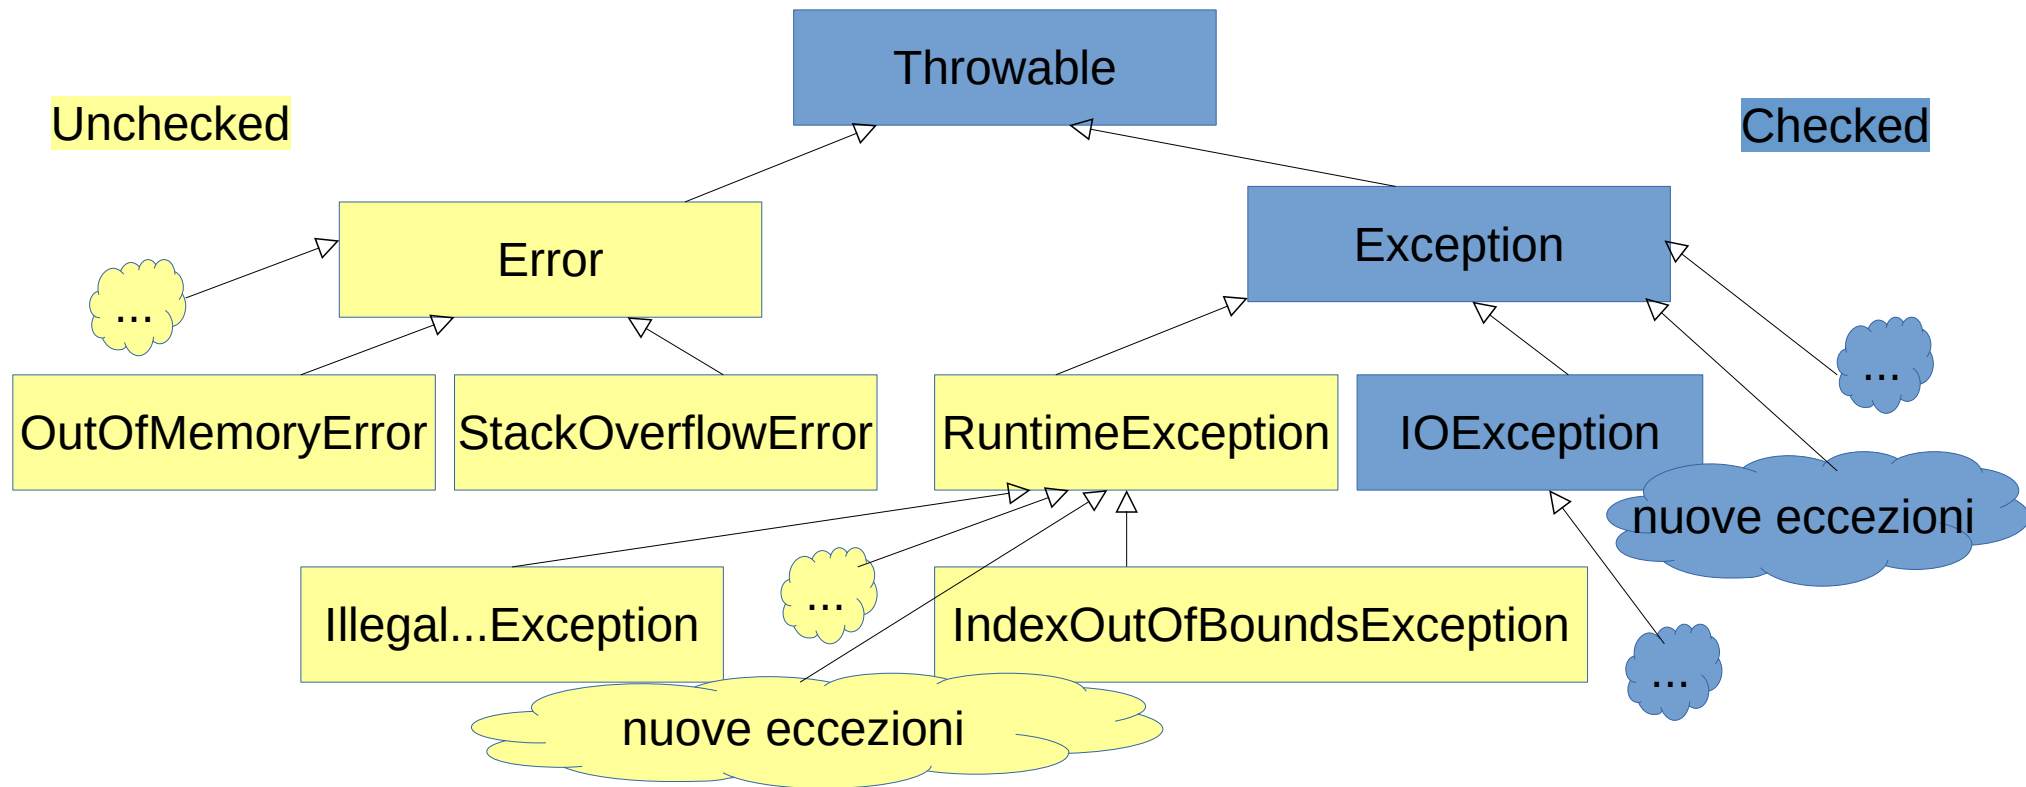 Throwable
Unchecked
Checked
Error
Exception
...
...
OutOfMemoryError
StackOverflowError
RuntimeException
IOException
nuove eccezioni
Illegal...Exception
...
IndexOutOfBoundsException
...
nuove eccezioni